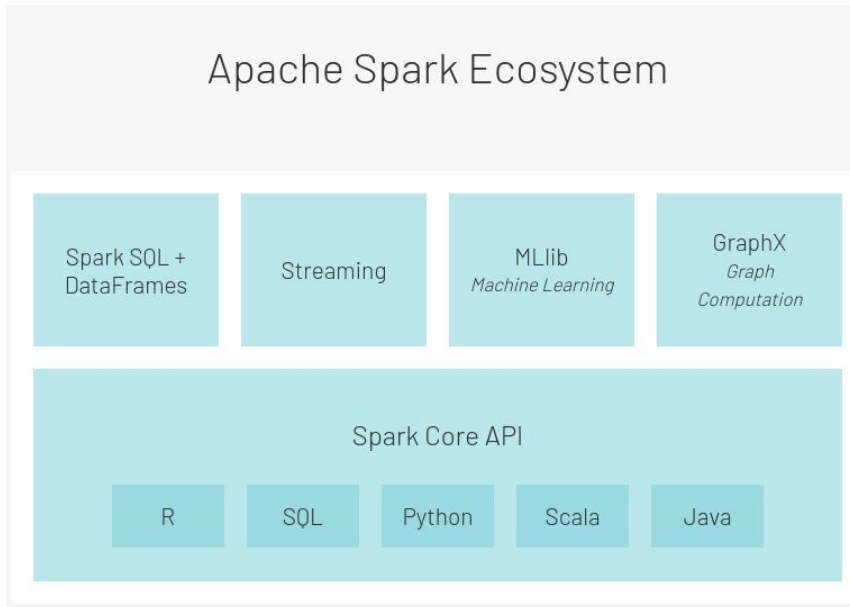 Apache Spark Ecosystem
Spark SQL +
DataFrames
Streaming
MLlib
Machine Learning
GraphX
Graph
Computation
Spark Core API
R
SQL
Python
Scala
Java